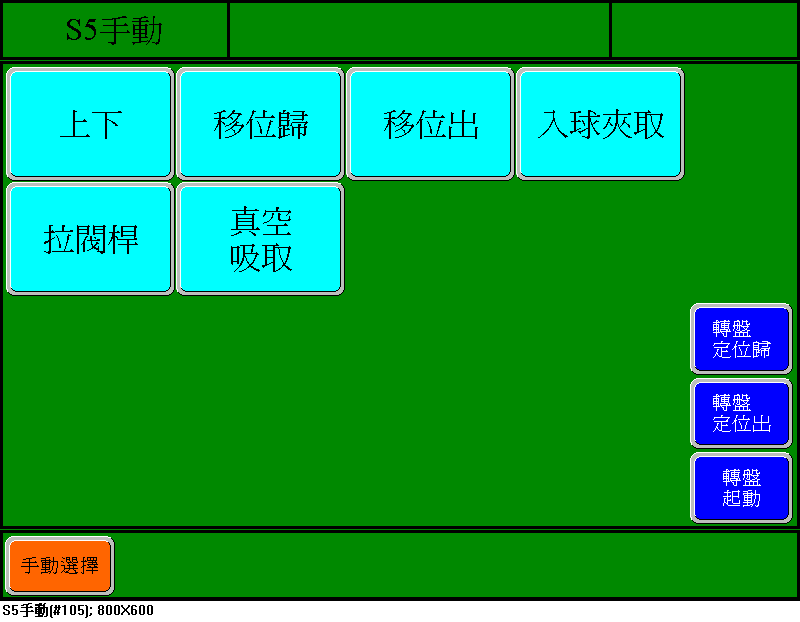 S5手動
上下
移位歸
移位出
入球夾取
拉閥桿
真空
吸取
轉盤
定位歸
轉盤
定位出
轉盤
起動
手動選擇
S5手動(#105); 800X600